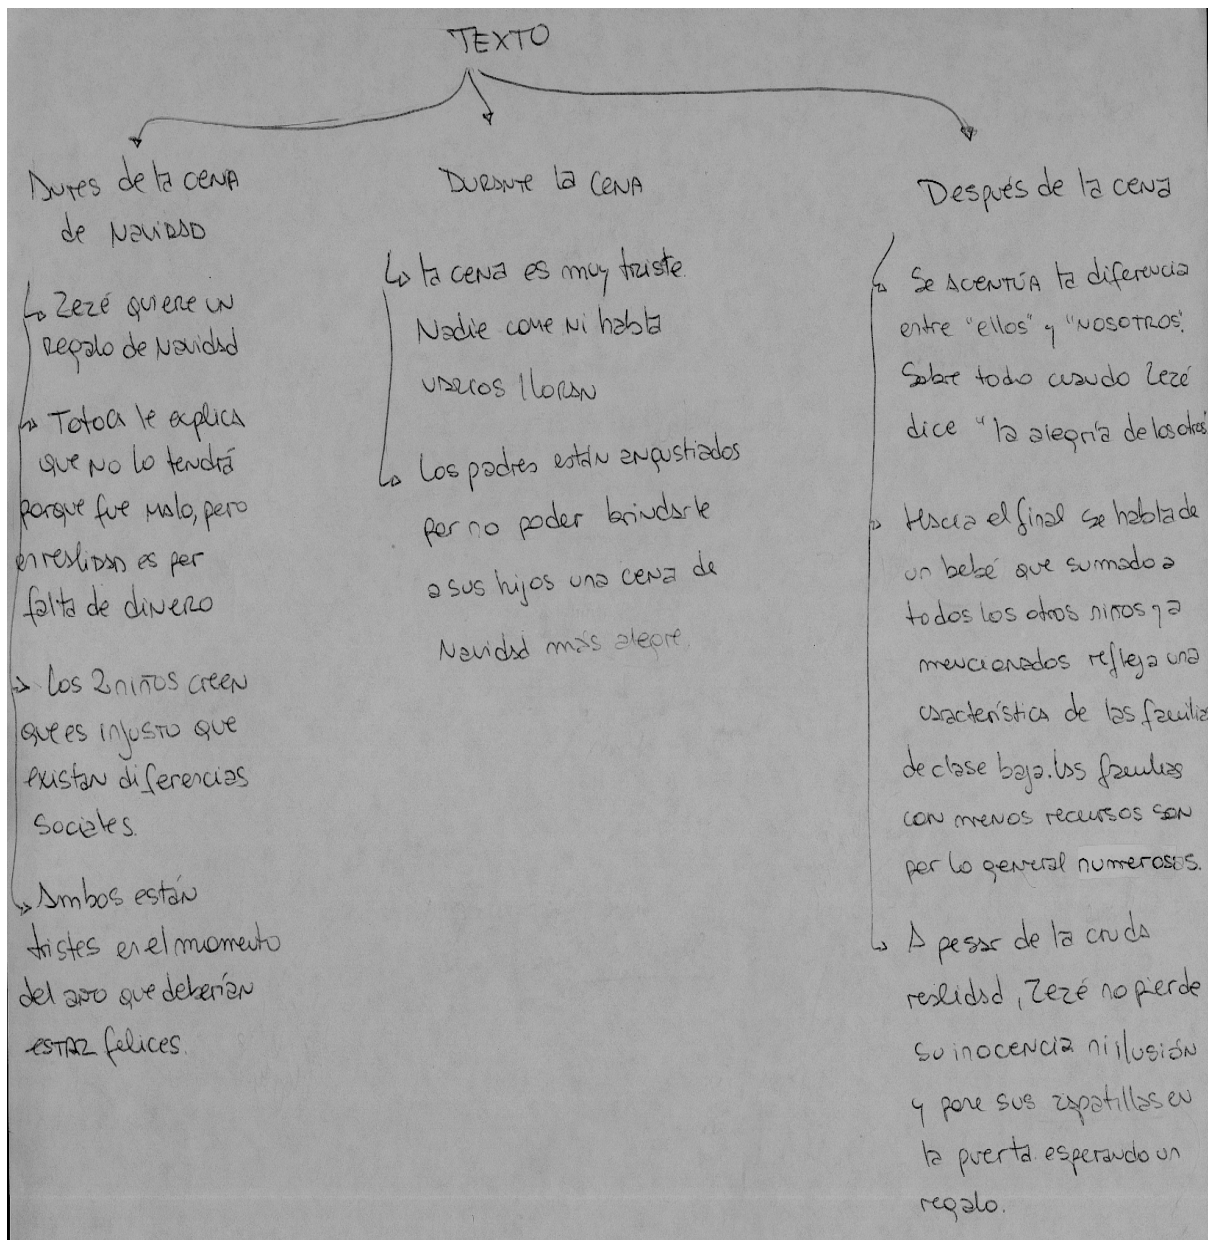 TEXTO
Antes de la cena
de Navidad
↳ Zezé quiere un
regalo de Navidad
↳ Totoca le explica
que no lo tendrá
porque fue malo, pero
en realidad es por
falta de dinero
↳ Los 2 niños creen
que es injusto que
existan diferencias
sociales.
↳ Ambos están
tristes en el momento
del año que deberían
estar felices.
Durante la cena
↳ la cena es muy triste.
Nadie come ni habla
varios lloran
↳ Los padres están angustiados
por no poder brindarle
a sus hijos una cena de
Navidad más alegre.
Después de la cena
↳ Se acentúa la diferencia
entre "ellos" y "nosotros".
Sobre todo cuando Zezé
dice "la alegría de los otros"
↳ Hacia el final se habla de
un bebé que sumado a
todos los otros niños ya
mencionados refleja una
característica de las familias
de clase baja. Las familias
con menos recursos son
por lo general numerosas.
↳ A pesar de la cruda
realidad, Zezé no pierde
su inocencia ni ilusión
y pone sus zapatillas en
la puerta esperando un
regalo.